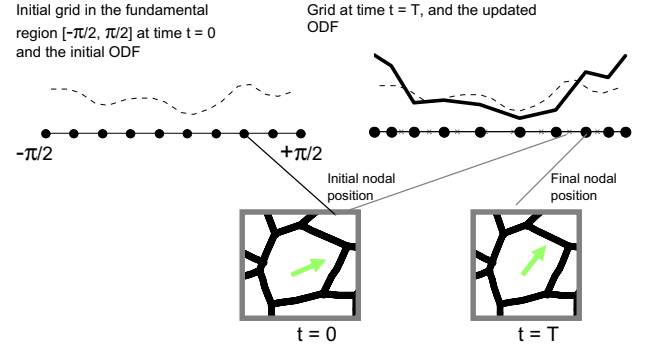 Initial grid in the fundamental
region [-π/2, π/2] at time t = 0
and the initial ODF
Grid at time t = T, and the updated
ODF
-π/2
+π/2
Initial nodal
position
Final nodal
position
t = 0
t = T